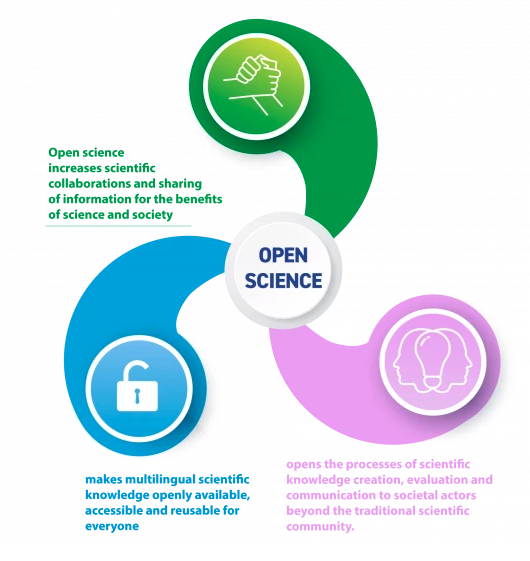 Open science
increases scientific
collaborations and sharing
of information for the benefits
of science and society
OPEN
SCIENCE
makes multilingual scientific
knowledge openly available,
accessible and reusable for
everyone
opens the processes of scientific
knowledge creation, evaluation and
communication to societal actors
beyond the traditional scientific
community.